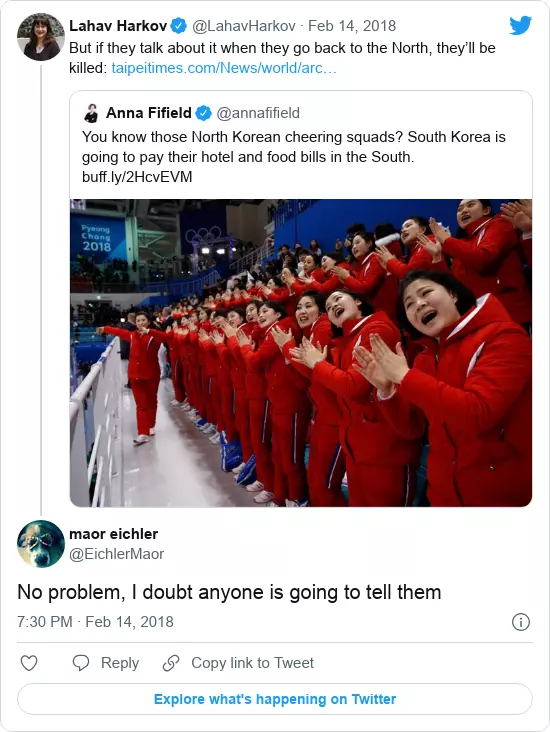 Lahav Harkov @LahavHarkov · Feb 14, 2018
But if they talk about it when they go back to the North, they’ll be
killed: taipeitimes.com/News/world/arc…
Anna Fifield @annafifield
You know those North Korean cheering squads? South Korea is
going to pay their hotel and food bills in the South.
buff.ly/2HcvEVM
Pyeong
Chang
2018
maor eichler
@EichlerMaor
No problem, I doubt anyone is going to tell them
7:30 PM · Feb 14, 2018
Reply
Copy link to Tweet
Explore what's happening on Twitter